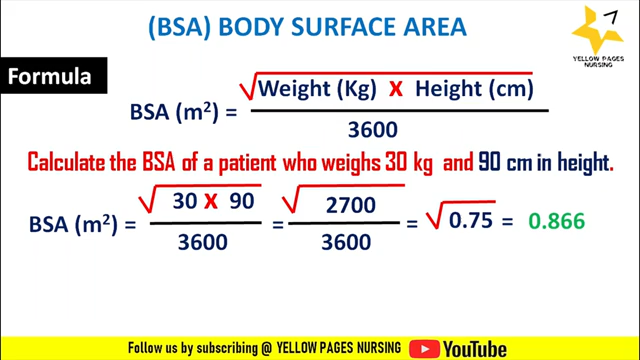 (BSA) BODY SURFACE AREA
YELLOW PAGES
NURSING
Formula
BSA (m²) = √Weight (Kg) X Height (cm) / 3600
Calculate the BSA of a patient who weighs 30 kg and 90 cm in height.
BSA (m²) = √30 X 90 / 3600 = √2700 / 3600 = √0.75 = 0.866
Follow us by subscribing @ YELLOW PAGES NURSING YouTube